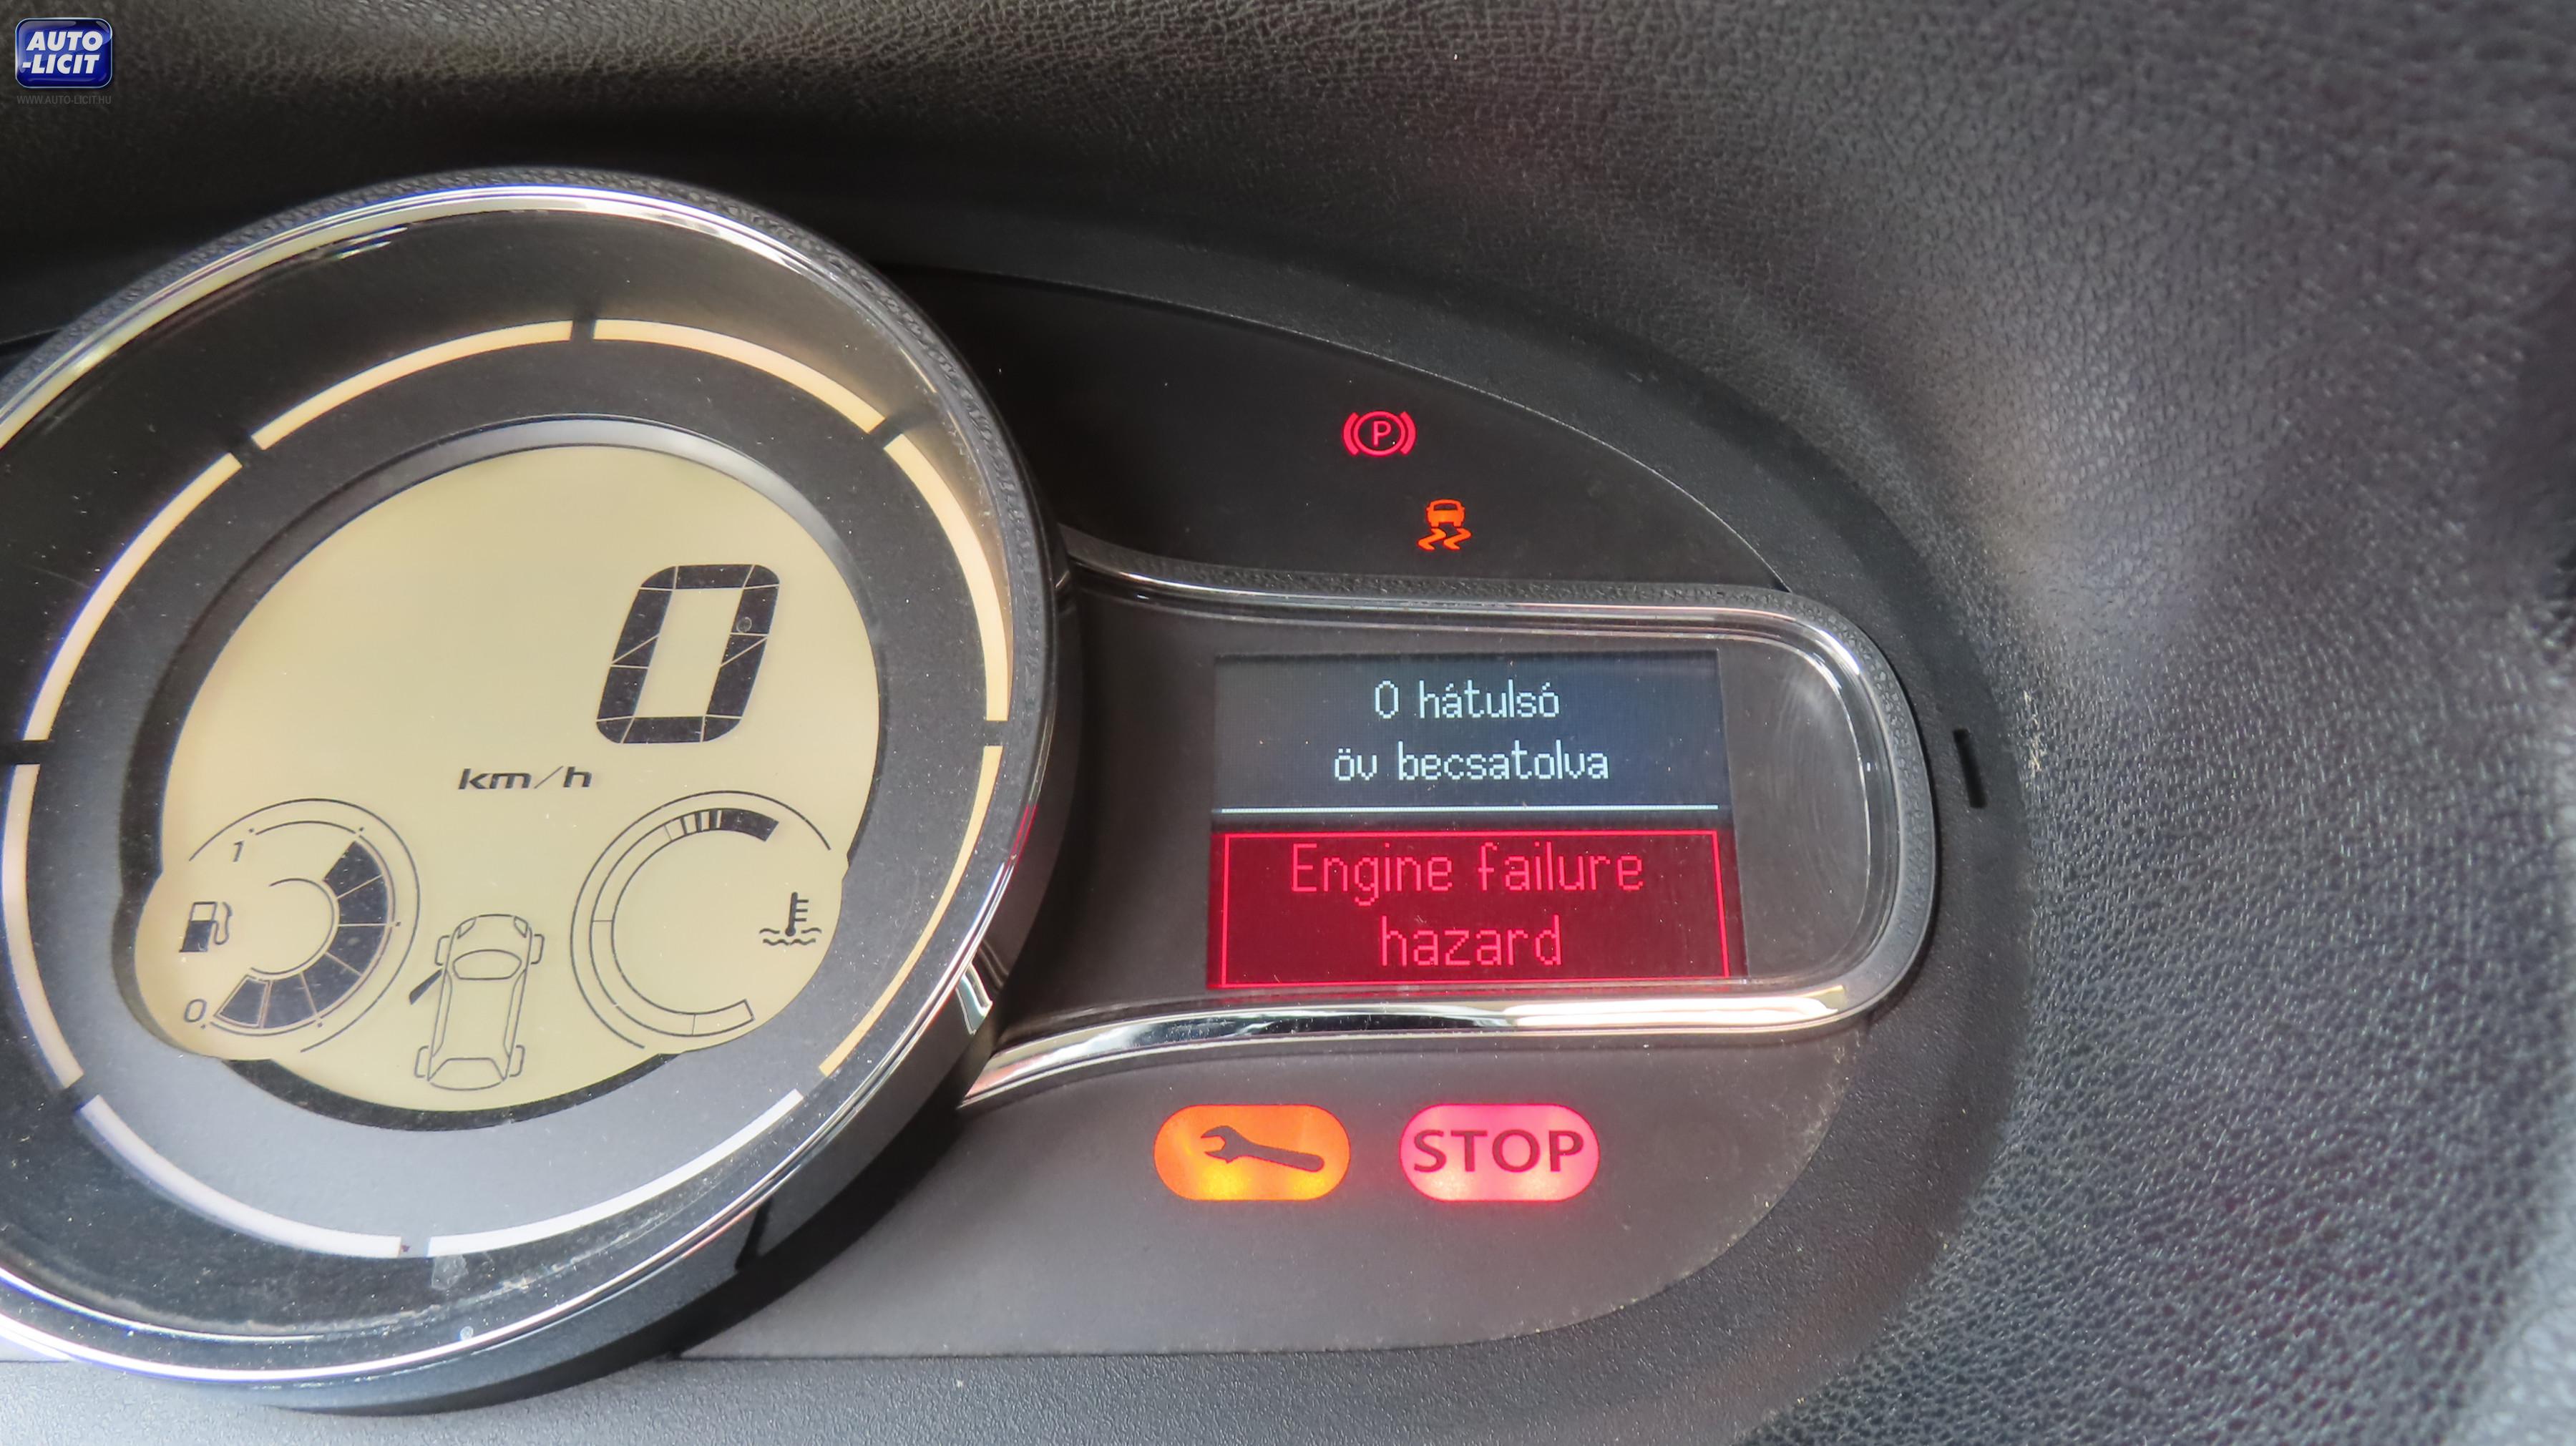 AUTO
-LICIT
WWW.AUTO-LICIT.HU
P
0
km/h
1
0
0 hátulsó
öv becsatolva
Engine failure
hazard
STOP